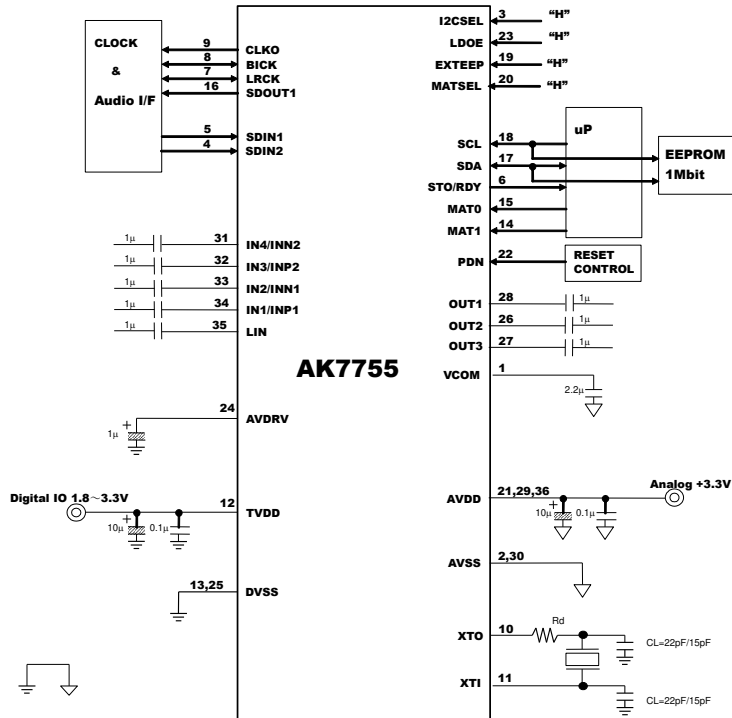 CLOCK
&
Audio I/F
9 CLKO
8 BICK
7 LRCK
16 SDOUT1
5 SDIN1
4 SDIN2
1μ 31 IN4/INN2
1μ 32 IN3/INP2
1μ 33 IN2/INN1
1μ 34 IN1/INP1
1μ 35 LIN
AK7755
24 AVDRV
+
1μ
Digital IO 1.8~3.3V
12 TVDD
+
10μ 0.1μ
13,25 DVSS
I2CSEL 3 “H”
LDOE 23 “H”
EXTEEP 19 “H”
MATSEL 20 “H”
uP
SCL 18
SDA 17
STO/RDY 6
MAT0 15
MAT1 14
EEPROM
1Mbit
PDN 22
RESET
CONTROL
OUT1 28 1μ
OUT2 26 1μ
OUT3 27 1μ
VCOM 1
2.2μ
AVDD 21,29,36
Analog +3.3V
+
10μ 0.1μ
AVSS 2,30
XTO 10 Rd
CL=22pF/15pF
XTI 11
CL=22pF/15pF